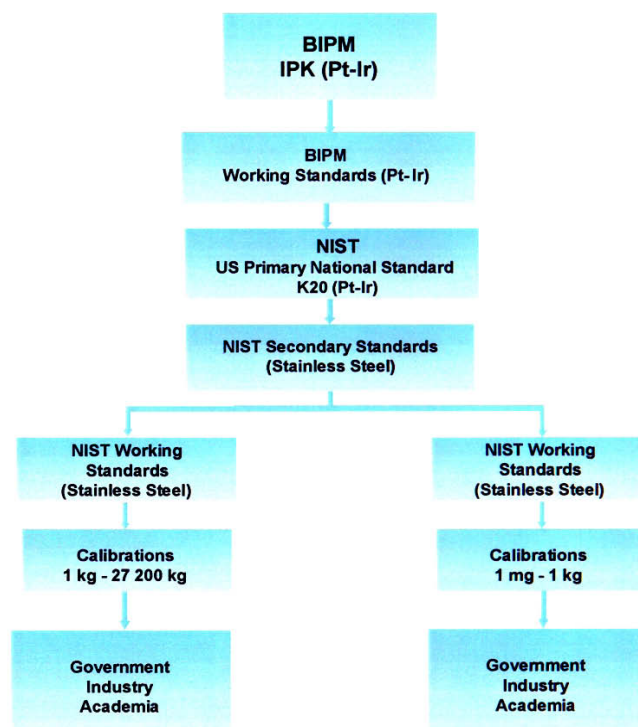 BIPM
IPK (Pt-Ir)
BIPM
Working Standards (Pt-Ir)
NIST
US Primary National Standard
K20 (Pt-Ir)
NIST Secondary Standards
(Stainless Steel)
NIST Working
Standards
(Stainless Steel)
Calibrations
1 kg - 27 200 kg
Government
Industry
Academia
NIST Working
Standards
(Stainless Steel)
Calibrations
1 mg - 1 kg
Government
Industry
Academia